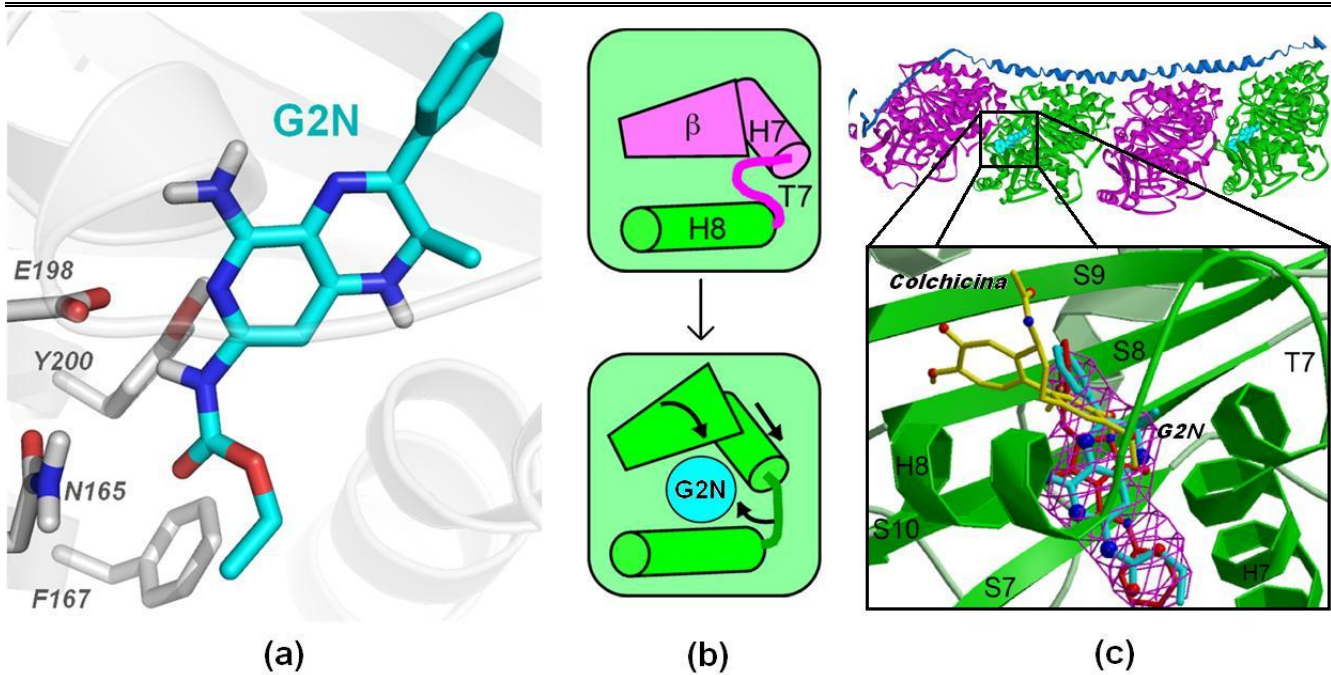 G2N
E198
Y200
N165
F167
(a)
β
H7
T7
H8
G2N
(b)
Colchicina
S9
S8
T7
G2N
H8
S10
H7
S7
(c)